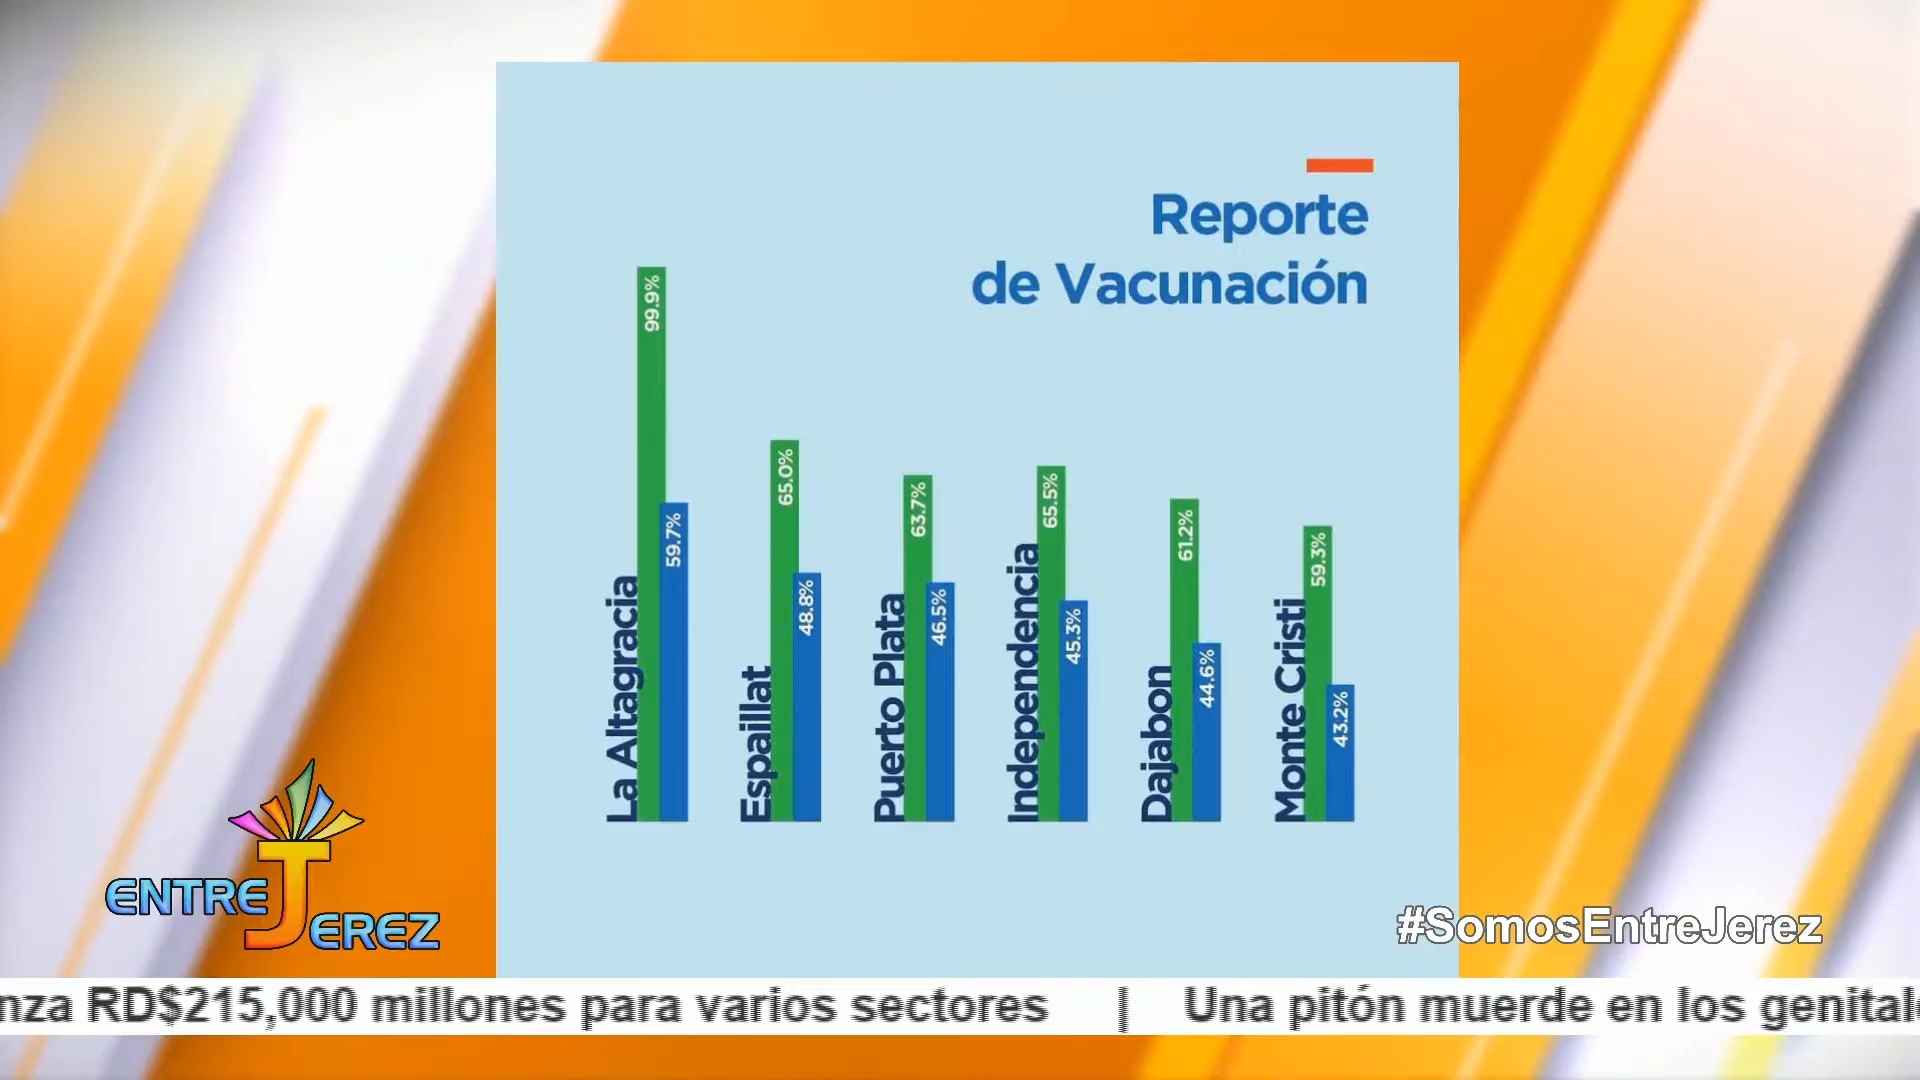 Reporte
de Vacunación
La Altagracia
99.9%
59.7%
Espaillat
65.0%
48.8%
Puerto Plata
63.7%
46.5%
Independencia
65.5%
45.3%
Dajabon
61.2%
44.6%
Monte Cristi
59.3%
43.2%
ENTRE
JEREZ
#SomosEntreJerez
RD$215,000 millones para varios sectores | Una pitón muerde en los